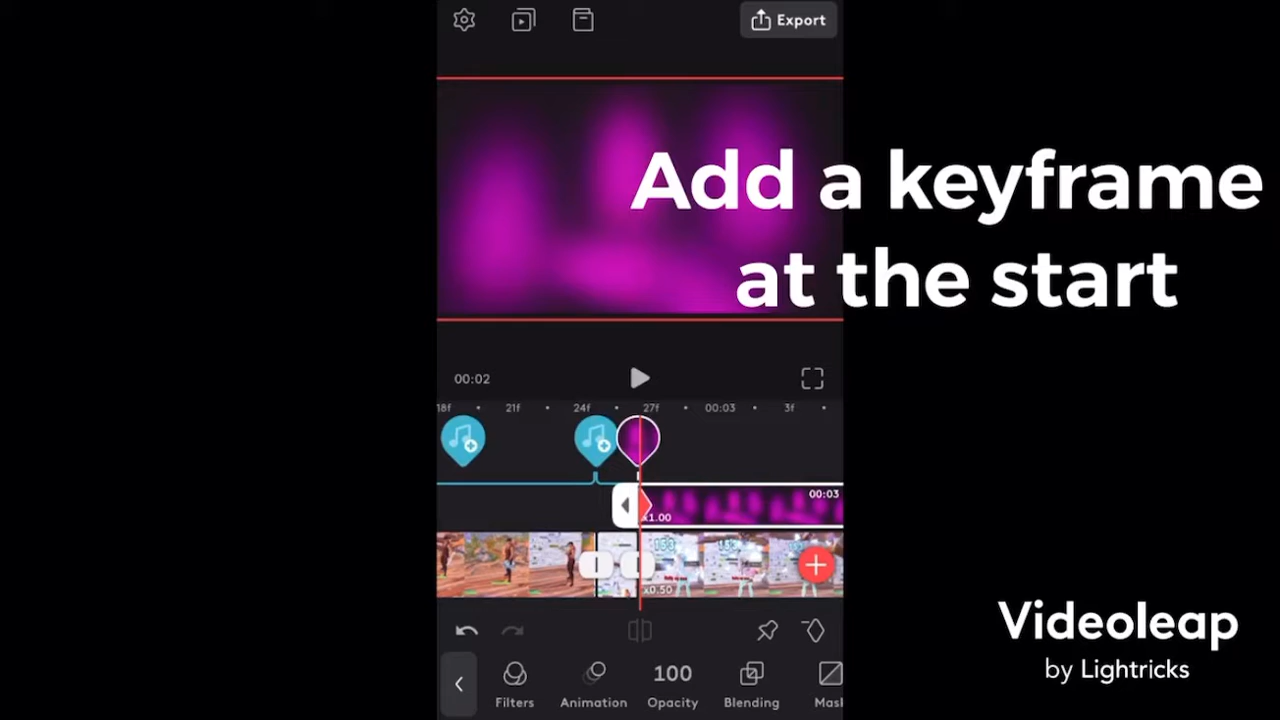 Export
Add a keyframe
at the start
00:02
18f 21f 24f 27f 00:03 3f
00:03
x1.00
x0.50
Videoleap
by Lightricks
100
Filters Animation Opacity Blending Mask